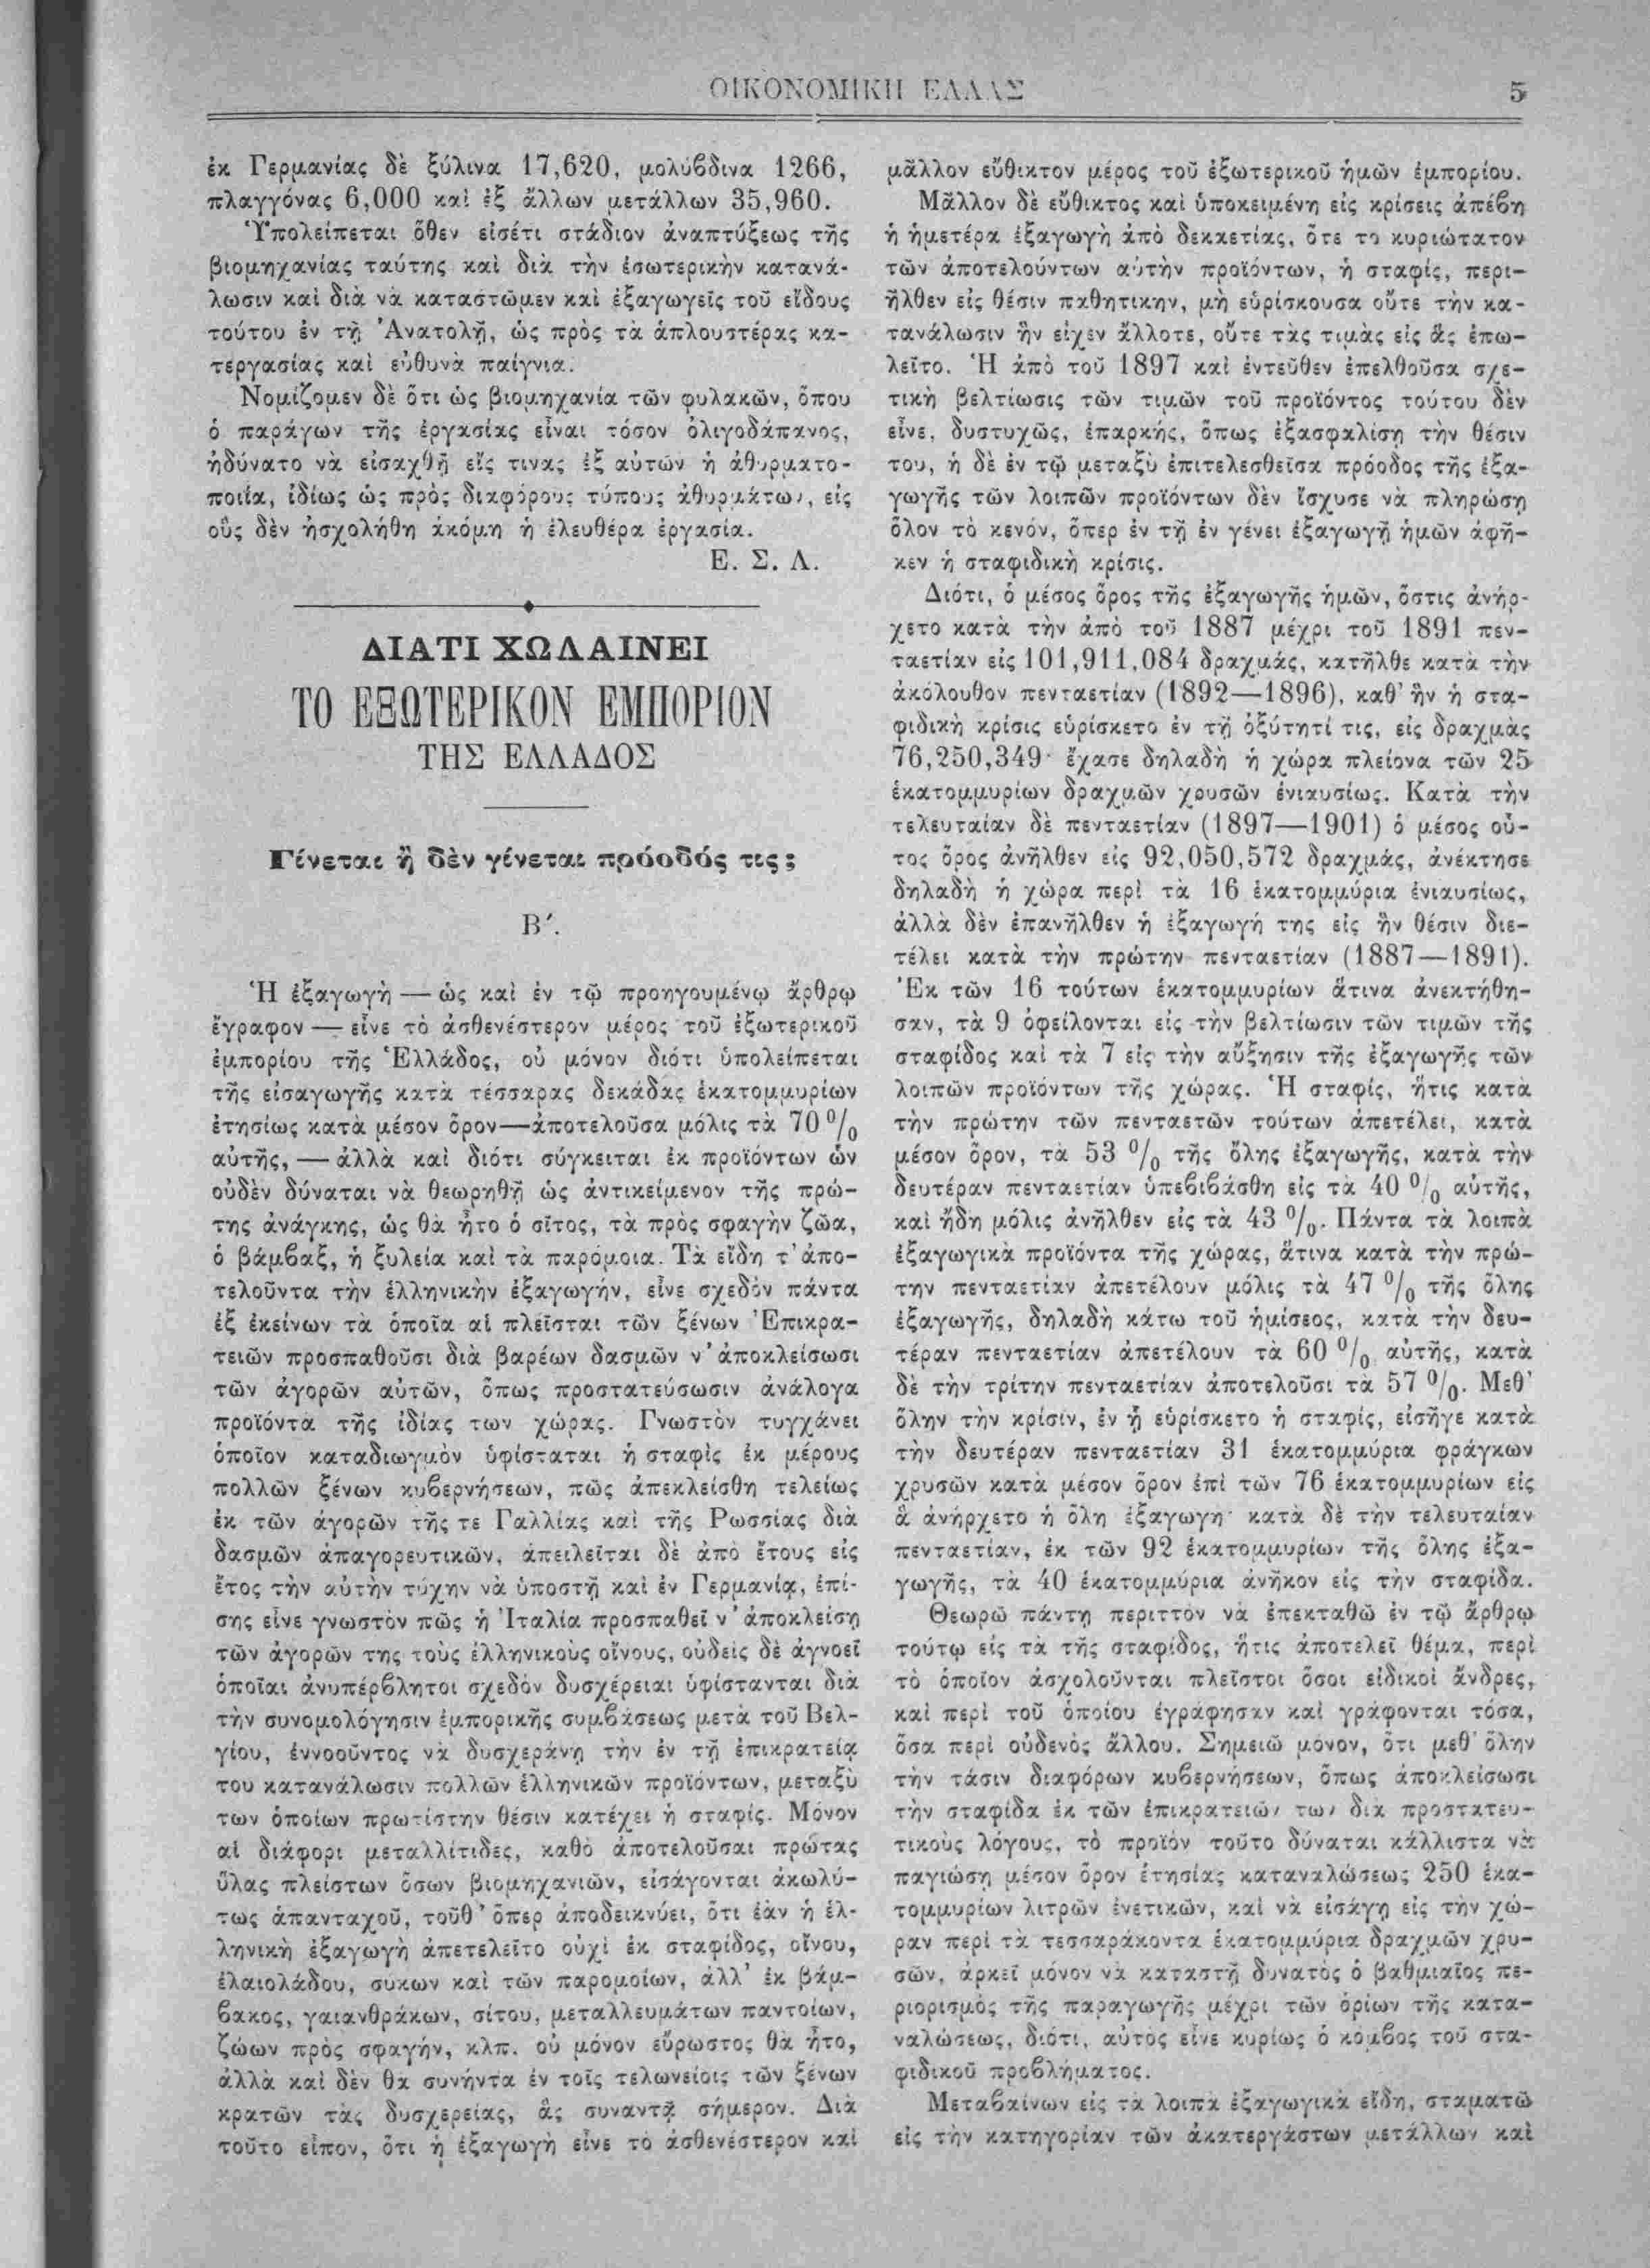 ΟΙΚΟΝΟΜΙΚΗ ΕΛΛΑΣ
5
ἐκ Γερμανίας δὲ ξύλινα 17,620, μολύβδινα 1266,
πλαγγόνας 6,000 καὶ ἐξ ἄλλων μετάλλων 35,960.
Ὑπολείπεται ὅθεν εἰσέτι στάδιον ἀναπτύξεως τῆς
βιομηχανίας ταύτης καὶ διὰ τὴν ἐσωτερικὴν κατανά-
λωσιν καὶ διὰ νὰ καταστῶμεν καὶ ἐξαγωγεῖς τοῦ εἴδους
τούτου ἐν τῇ Ἀνατολῇ, ὡς πρὸς τὰ ἁπλουστέρας κα-
τεργασίας καὶ εὐθυνὰ παίγνια.
Νομίζομεν δὲ ὅτι ὡς βιομηχανία τῶν φυλακῶν, ὅπου
ὁ παράγων τῆς ἐργασίας εἶναι τόσον ὀλιγοδάπανος,
ἠδύνατο νὰ εἰσαχθῇ εἴς τινας ἐξ αὐτῶν ἡ ἀθυρματο-
ποιΐα, ἰδίως ὡς πρὸς διαφόρους τύπους ἀθυρμάτων, εἰς
οὓς δὲν ἠσχολήθη ἀκόμη ἡ ἐλευθέρα ἐργασία.
Ε. Σ. Λ.
ΔΙΑΤΙ ΧΩΛΑΙΝΕΙ
ΤΟ ΕΞΩΤΕΡΙΚΟΝ ΕΜΠΟΡΙΟΝ
ΤΗΣ ΕΛΛΑΔΟΣ
Γίνεται ἢ δὲν γίνεται πρόοδός τις;
Β΄.
Ἡ ἐξαγωγὴ — ὡς καὶ ἐν τῷ προηγουμένῳ ἄρθρῳ
ἔγραφον — εἶνε τὸ ἀσθενέστερον μέρος τοῦ ἐξωτερικοῦ
ἐμπορίου τῆς Ἑλλάδος, οὐ μόνον διότι ὑπολείπεται
τῆς εἰσαγωγῆς κατὰ τέσσαρας δεκάδας ἑκατομμυρίων
ἐτησίως κατὰ μέσον ὅρον—ἀποτελοῦσα μόλις τὰ 70 %
αὐτῆς, — ἀλλὰ καὶ διότι σύγκειται ἐκ προϊόντων ὧν
οὐδὲν δύναται νὰ θεωρηθῇ ὡς ἀντικείμενον τῆς πρώ-
της ἀνάγκης, ὡς θὰ ἦτο ὁ σῖτος, τὰ πρὸς σφαγὴν ζῶα,
ὁ βάμβαξ, ἡ ξυλεία καὶ τὰ παρόμοια. Τὰ εἴδη τ' ἀπο-
τελοῦντα τὴν ἑλληνικὴν ἐξαγωγήν, εἶνε σχεδὸν πάντα
ἐξ ἐκείνων τὰ ὁποῖα αἱ πλεῖσται τῶν ξένων Ἐπικρα-
τειῶν προσπαθοῦσι διὰ βαρέων δασμῶν ν' ἀποκλείσωσι
τῶν ἀγορῶν αὐτῶν, ὅπως προστατεύσωσιν ἀνάλογα
προϊόντα τῆς ἰδίας των χώρας. Γνωστὸν τυγχάνει
ὁποῖον καταδιωγμὸν ὑφίσταται ἡ σταφὶς ἐκ μέρους
πολλῶν ξένων κυβερνήσεων, πῶς ἀπεκλείσθη τελείως
ἐκ τῶν ἀγορῶν τῆς τε Γαλλίας καὶ τῆς Ρωσσίας διὰ
δασμῶν ἀπαγορευτικῶν, ἀπειλεῖται δὲ ἀπὸ ἔτους εἰς
ἔτος τὴν αὐτὴν τύχην νὰ ὑποστῇ καὶ ἐν Γερμανίᾳ, ἐπί-
σης εἶνε γνωστὸν πῶς ἡ Ἰταλία προσπαθεῖ ν' ἀποκλείσῃ
τῶν ἀγορῶν της τοὺς ἑλληνικοὺς οἴνους, οὐδεὶς δὲ ἀγνοεῖ
ὁποῖαι ἀνυπέρβλητοι σχεδὸν δυσχέρειαι ὑφίστανται διὰ
τὴν συνομολόγησιν ἐμπορικῆς συμβάσεως μετὰ τοῦ Βελ-
γίου, ἐννοοῦντος νὰ δυσχεράνῃ τὴν ἐν τῇ ἐπικρατείᾳ
του κατανάλωσιν πολλῶν ἑλληνικῶν προϊόντων, μεταξὺ
των ὁποίων πρωτίστην θέσιν κατέχει ἡ σταφίς. Μόνον
αἱ διάφοροι μεταλλίτιδες, καθὸ ἀποτελοῦσαι πρώτας
ὕλας πλείστων ὅσων βιομηχανιῶν, εἰσάγονται ἀκωλύ-
τως ἁπανταχοῦ, τοῦθ' ὅπερ ἀποδεικνύει, ὅτι ἐὰν ἡ ἑλ-
ληνικὴ ἐξαγωγὴ ἀπετελεῖτο οὐχὶ ἐκ σταφίδος, οἴνου,
ἐλαιολάδου, σύκων καὶ τῶν παρομοίων, ἀλλ' ἐκ βάμ-
βακος, γαιανθράκων, σίτου, μεταλλευμάτων παντοίων,
ζώων πρὸς σφαγήν, κλπ. οὐ μόνον εὔρωστος θὰ ἦτο,
ἀλλὰ καὶ δὲν θὰ συνήντα ἐν τοῖς τελωνείοις τῶν ξένων
κρατῶν τὰς δυσχερείας, ἃς συναντᾷ σήμερον. Διὰ
τοῦτο εἶπον, ὅτι ἡ ἐξαγωγὴ εἶνε τὸ ἀσθενέστερον καὶ
μᾶλλον εὔθικτον μέρος τοῦ ἐξωτερικοῦ ἡμῶν ἐμπορίου.
Μᾶλλον δὲ εὔθικτος καὶ ὑποκειμένη εἰς κρίσεις ἀπέβη
ἡ ἡμετέρα ἐξαγωγὴ ἀπὸ δεκαετίας, ὅτε τὸ κυριώτατον
τῶν ἀποτελούντων αὐτὴν προϊόντων, ἡ σταφίς, περι-
ῆλθεν εἰς θέσιν παθητικὴν, μὴ εὑρίσκουσα οὔτε τὴν κα-
τανάλωσιν ἣν εἶχεν ἄλλοτε, οὔτε τὰς τιμὰς εἰς ἃς ἐπω-
λεῖτο. Ἡ ἀπὸ τοῦ 1897 καὶ ἐντεῦθεν ἐπελθοῦσα σχε-
τικὴ βελτίωσις τῶν τιμῶν τοῦ προϊόντος τούτου δὲν
εἶνε, δυστυχῶς, ἐπαρκής, ὅπως ἐξασφαλίσῃ τὴν θέσιν
του, ἡ δὲ ἐν τῷ μεταξὺ ἐπιτελεσθεῖσα πρόοδος τῆς ἐξα-
γωγῆς τῶν λοιπῶν προϊόντων δὲν ἴσχυσε νὰ πληρώσῃ
ὅλον τὸ κενόν, ὅπερ ἐν τῇ ἐν γένει ἐξαγωγῇ ἡμῶν ἀφῆ-
κεν ἡ σταφιδικὴ κρίσις.
Διότι, ὁ μέσος ὅρος τῆς ἐξαγωγῆς ἡμῶν, ὅστις ἀνήρ-
χετο κατὰ τὴν ἀπὸ τοῦ 1887 μέχρι τοῦ 1891 πεν-
ταετίαν εἰς 101,911,084 δραχμάς, κατῆλθε κατὰ τὴν
ἀκόλουθον πενταετίαν (1892—1896), καθ' ἣν ἡ στα-
φιδικὴ κρίσις εὑρίσκετο ἐν τῇ ὀξύτητί τις, εἰς δραχμὰς
76,250,349· ἔχασε δηλαδὴ ἡ χώρα πλείονα τῶν 25
ἑκατομμυρίων δραχμῶν χρυσῶν ἐνιαυσίως. Κατὰ τὴν
τελευταίαν δὲ πενταετίαν (1897—1901) ὁ μέσος οὗ-
τος ὅρος ἀνῆλθεν εἰς 92,050,572 δραχμάς, ἀνέκτησε
δηλαδὴ ἡ χώρα περὶ τὰ 16 ἑκατομμύρια ἐνιαυσίως,
ἀλλὰ δὲν ἐπανῆλθεν ἡ ἐξαγωγή της εἰς ἣν θέσιν διε-
τέλει κατὰ τὴν πρώτην πενταετίαν (1887—1891).
Ἐκ τῶν 16 τούτων ἑκατομμυρίων ἅτινα ἀνεκτήθη-
σαν, τὰ 9 ὀφείλονται εἰς τὴν βελτίωσιν τῶν τιμῶν τῆς
σταφίδος καὶ τὰ 7 εἰς τὴν αὔξησιν τῆς ἐξαγωγῆς τῶν
λοιπῶν προϊόντων τῆς χώρας. Ἡ σταφίς, ἥτις κατὰ
τὴν πρώτην τῶν πενταετῶν τούτων ἀπετέλει, κατὰ
μέσον ὅρον, τὰ 53 % τῆς ὅλης ἐξαγωγῆς, κατὰ τὴν
δευτέραν πενταετίαν ὑπεβιβάσθη εἰς τὰ 40 % αὐτῆς,
καὶ ἤδη μόλις ἀνῆλθεν εἰς τὰ 43 %. Πάντα τὰ λοιπὰ
ἐξαγωγικὰ προϊόντα τῆς χώρας, ἅτινα κατὰ τὴν πρώ-
την πενταετίαν ἀπετέλουν μόλις τὰ 47 % τῆς ὅλης
ἐξαγωγῆς, δηλαδὴ κάτω τοῦ ἡμίσεος, κατὰ τὴν δευ-
τέραν πενταετίαν ἀπετέλουν τὰ 60 % αὐτῆς, κατὰ
δὲ τὴν τρίτην πενταετίαν ἀποτελοῦσι τὰ 57 %. Μεθ'
ὅλην τὴν κρίσιν, ἐν ᾗ εὑρίσκετο ἡ σταφίς, εἰσῆγε κατὰ
τὴν δευτέραν πενταετίαν 31 ἑκατομμύρια φράγκων
χρυσῶν κατὰ μέσον ὅρον ἐπὶ τῶν 76 ἑκατομμυρίων εἰς
ἃ ἀνήρχετο ἡ ὅλη ἐξαγωγη· κατὰ δὲ τὴν τελευταίαν
πενταετίαν, ἐκ τῶν 92 ἑκατομμυρίων τῆς ὅλης ἐξα-
γωγῆς, τὰ 40 ἑκατομμύρια ἀνῆκον εἰς τὴν σταφίδα.
Θεωρῶ πάντῃ περιττὸν νὰ ἐπεκταθῶ ἐν τῷ ἄρθρῳ
τούτῳ εἰς τὰ τῆς σταφίδος, ἥτις ἀποτελεῖ θέμα, περὶ
τὸ ὁποῖον ἀσχολοῦνται πλεῖστοι ὅσοι εἰδικοὶ ἄνδρες,
καὶ περὶ τοῦ ὁποίου ἐγράφησαν καὶ γράφονται τόσα,
ὅσα περὶ οὐδενὸς ἄλλου. Σημειῶ μόνον, ὅτι μεθ' ὅλην
τὴν τάσιν διαφόρων κυβερνήσεων, ὅπως ἀποκλείσωσι
τὴν σταφίδα ἐκ τῶν ἐπικρατειῶν των διὰ προστατευ-
τικοὺς λόγους, τὸ προϊὸν τοῦτο δύναται κάλλιστα νὰ
παγιώσῃ μέσον ὅρον ἐτησίας καταναλώσεως 250 ἑκα-
τομμυρίων λιτρῶν ἐνετικῶν, καὶ νὰ εἰσάγῃ εἰς τὴν χώ-
ραν περὶ τὰ τεσσαράκοντα ἑκατομμύρια δραχμῶν χρυ-
σῶν, ἀρκεῖ μόνον νὰ καταστῇ δυνατὸς ὁ βαθμιαῖος πε-
ριορισμὸς τῆς παραγωγῆς μέχρι τῶν ὁρίων τῆς κατα-
ναλώσεως, διότι, αὐτὸς εἶνε κυρίως ὁ κόμβος τοῦ στα-
φιδικοῦ προβλήματος.
Μεταβαίνων εἰς τὰ λοιπὰ ἐξαγωγικὰ εἴδη, σταματῶ
εἰς τὴν κατηγορίαν τῶν ἀκατεργάστων μετάλλων καὶ